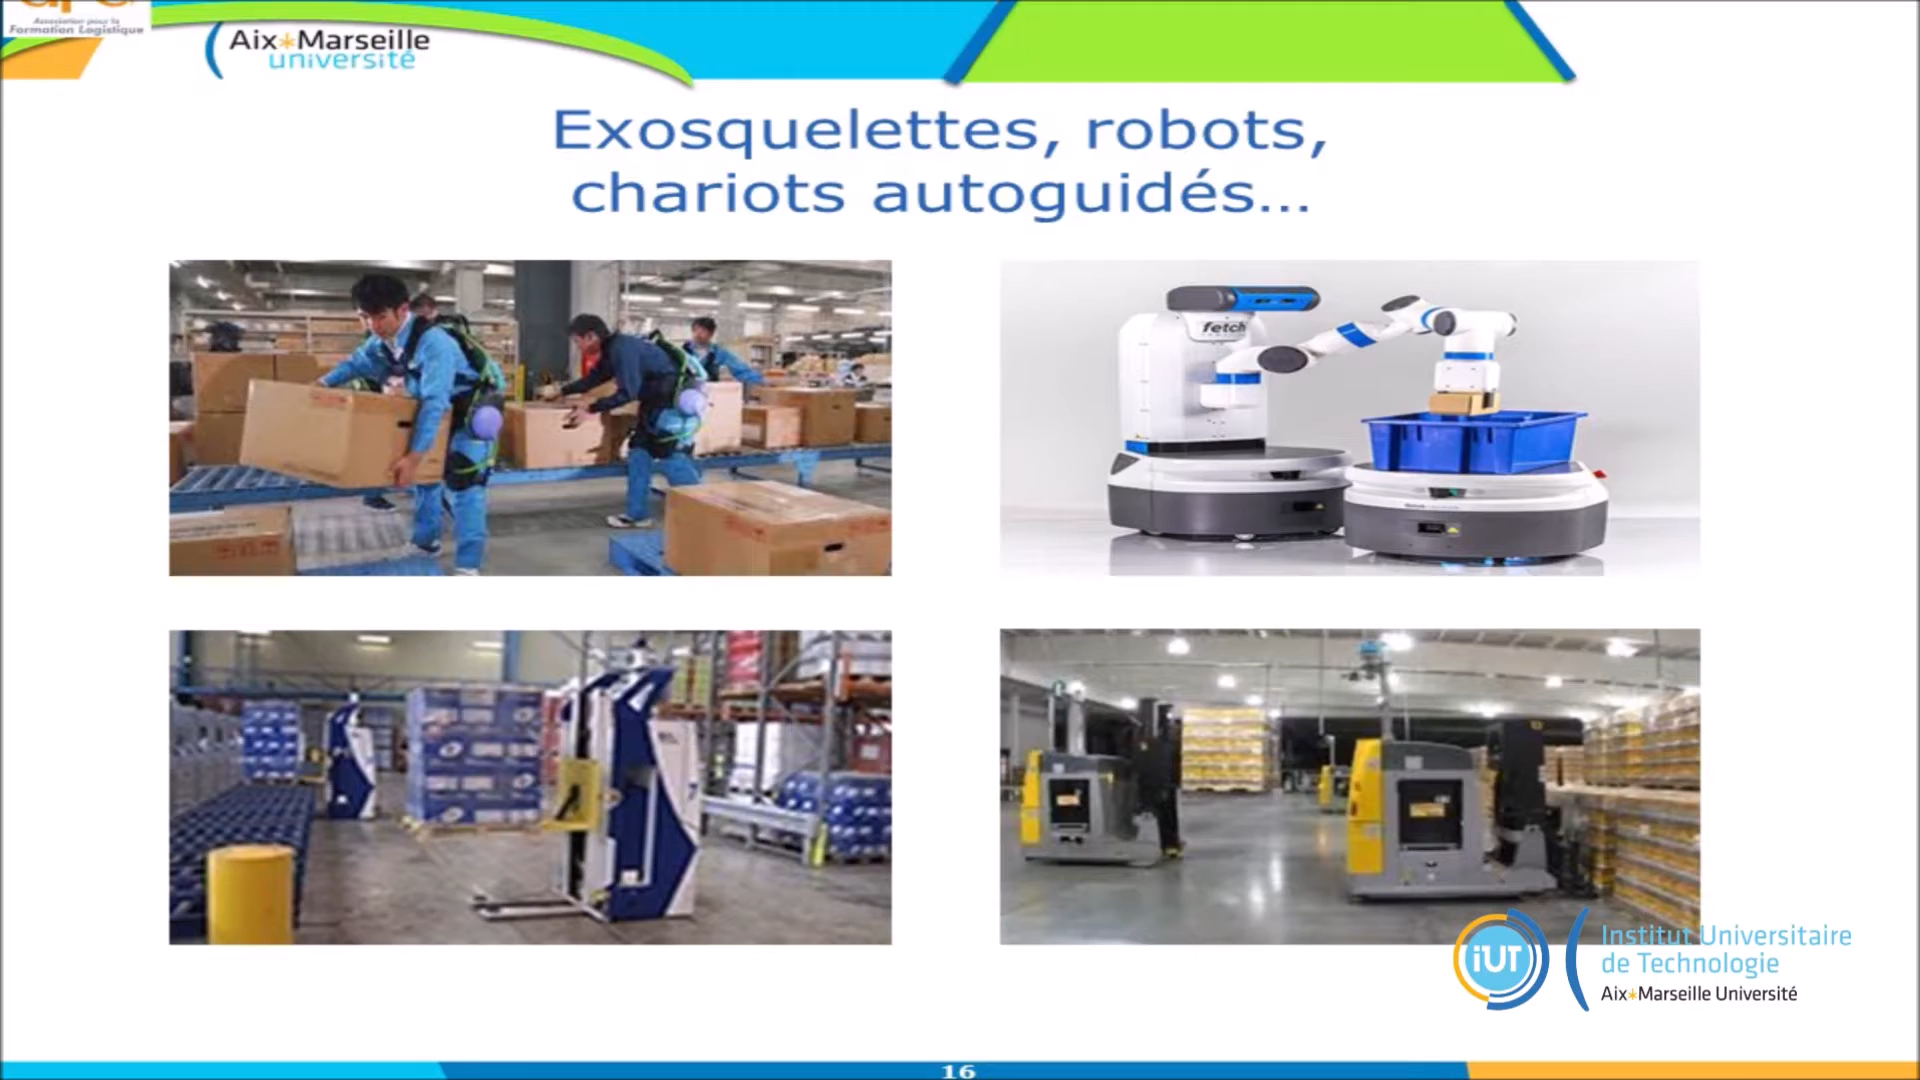 Association pour la
Formation Logistique
Aix*Marseille
université
Exosquelettes, robots,
chariots autoguidés...
fetch
iUT
Institut Universitaire
de Technologie
Aix*Marseille Université
16